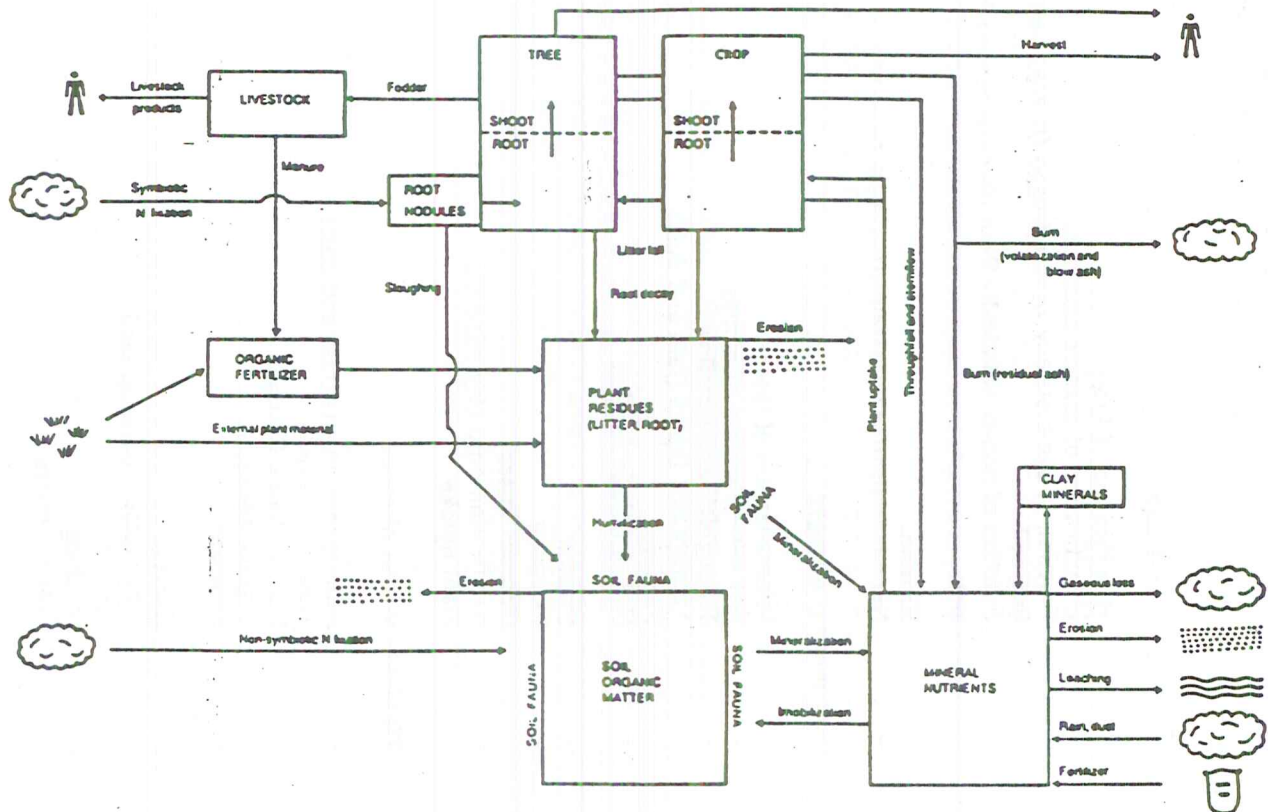 TREE
CROP
Harvest
Livestock
products
LIVESTOCK
Fodder
SHOOT
ROOT
SHOOT
ROOT
Manure
Symbiotic
N fixation
ROOT
NODULES
Litter fall
Burn
(volatilization and
blow ash)
Sloughing
Root decay
Erosion
ORGANIC
FERTILIZER
PLANT
RESIDUES
(LITTER, ROOT)
External plant material
Plant uptake
Throughfall and stemflow
Burn (residual ash)
CLAY
MINERALS
SOIL
FAUNA
Mineralization
Humification
SOIL FAUNA
Erosion
Gaseous loss
Non-symbiotic N fixation
SOIL FAUNA
SOIL
ORGANIC
MATTER
SOIL FAUNA
Mineralization
Imobilization
MINERAL
NUTRIENTS
Erosion
Leaching
Rain, dust
Fertilizer